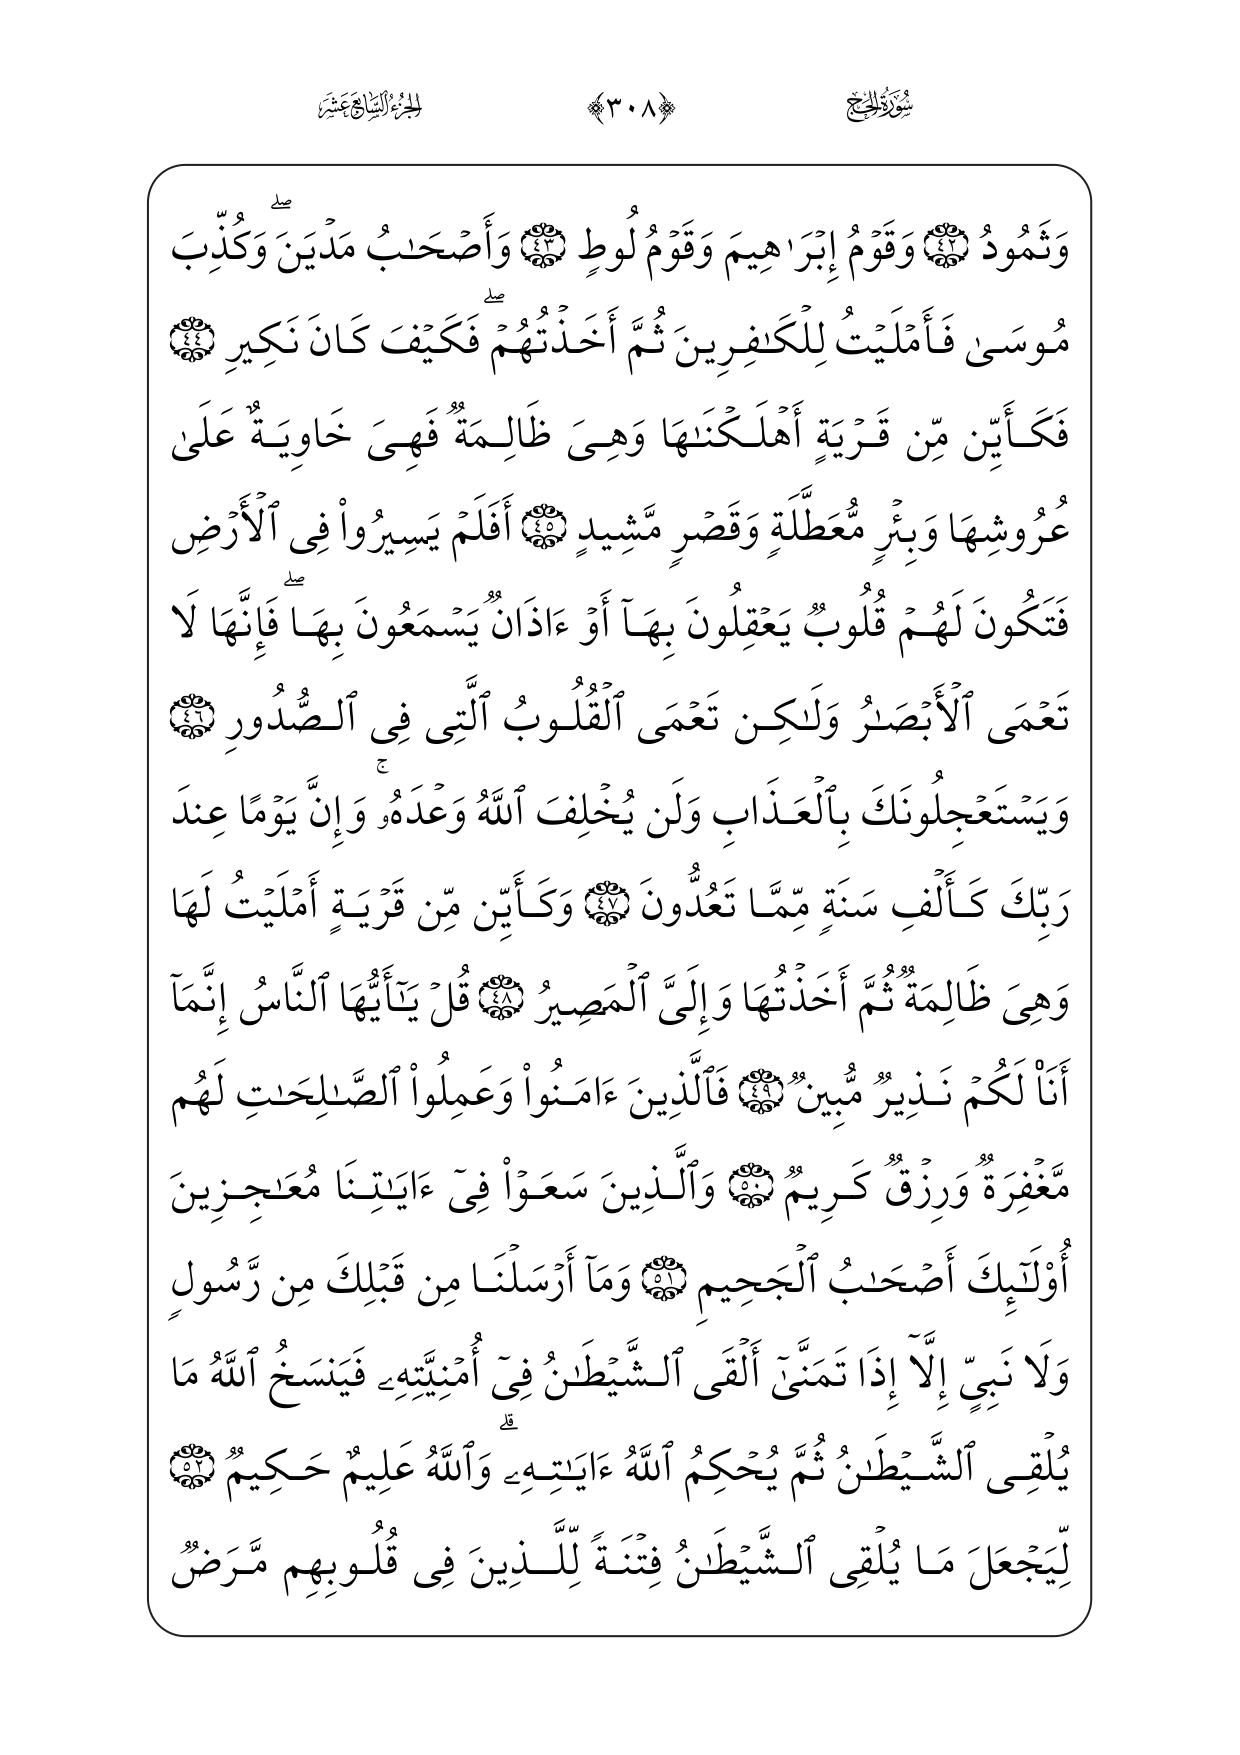 سُورَةُ الحَجّ ﴿٣٠٨﴾ الجُزْءُ السَّابِعَ عَشَرَ
وَثَمُودُ ٤٢ وَقَوۡمُ إِبۡرَٰهِيمَ وَقَوۡمُ لُوطٖ ٤٣ وَأَصۡحَٰبُ مَدۡيَنَۖ وَكُذِّبَ
مُوسَىٰ فَأَمۡلَيۡتُ لِلۡكَٰفِرِينَ ثُمَّ أَخَذۡتُهُمۡۖ فَكَيۡفَ كَانَ نَكِيرِ ٤٤
فَكَأَيِّن مِّن قَرۡيَةٍ أَهۡلَكۡنَٰهَا وَهِيَ ظَالِمَةٞ فَهِيَ خَاوِيَةٌ عَلَىٰ
عُرُوشِهَا وَبِئۡرٖ مُّعَطَّلَةٖ وَقَصۡرٖ مَّشِيدٍ ٤٥ أَفَلَمۡ يَسِيرُواْ فِي ٱلۡأَرۡضِ
فَتَكُونَ لَهُمۡ قُلُوبٞ يَعۡقِلُونَ بِهَآ أَوۡ ءَاذَانٞ يَسۡمَعُونَ بِهَاۖ فَإِنَّهَا لَا
تَعۡمَى ٱلۡأَبۡصَٰرُ وَلَٰكِن تَعۡمَى ٱلۡقُلُوبُ ٱلَّتِي فِي ٱلصُّدُورِ ٤٦
وَيَسۡتَعۡجِلُونَكَ بِٱلۡعَذَابِ وَلَن يُخۡلِفَ ٱللَّهُ وَعۡدَهُۥۚ وَإِنَّ يَوۡمًا عِندَ
رَبِّكَ كَأَلۡفِ سَنَةٖ مِّمَّا تَعُدُّونَ ٤٧ وَكَأَيِّن مِّن قَرۡيَةٍ أَمۡلَيۡتُ لَهَا
وَهِيَ ظَالِمَةٞ ثُمَّ أَخَذۡتُهَا وَإِلَيَّ ٱلۡمَصِيرُ ٤٨ قُلۡ يَٰٓأَيُّهَا ٱلنَّاسُ إِنَّمَآ
أَنَا۠ لَكُمۡ نَذِيرٞ مُّبِينٞ ٤٩ فَٱلَّذِينَ ءَامَنُواْ وَعَمِلُواْ ٱلصَّٰلِحَٰتِ لَهُم
مَّغۡفِرَةٞ وَرِزۡقٞ كَرِيمٞ ٥٠ وَٱلَّذِينَ سَعَوۡاْ فِيٓ ءَايَٰتِنَا مُعَٰجِزِينَ
أُوْلَٰٓئِكَ أَصۡحَٰبُ ٱلۡجَحِيمِ ٥١ وَمَآ أَرۡسَلۡنَا مِن قَبۡلِكَ مِن رَّسُولٖ
وَلَا نَبِيٍّ إِلَّآ إِذَا تَمَنَّىٰٓ أَلۡقَى ٱلشَّيۡطَٰنُ فِيٓ أُمۡنِيَّتِهِۦ فَيَنسَخُ ٱللَّهُ مَا
يُلۡقِي ٱلشَّيۡطَٰنُ ثُمَّ يُحۡكِمُ ٱللَّهُ ءَايَٰتِهِۦۗ وَٱللَّهُ عَلِيمٌ حَكِيمٞ ٥٢
لِّيَجۡعَلَ مَا يُلۡقِي ٱلشَّيۡطَٰنُ فِتۡنَةٗ لِّلَّذِينَ فِي قُلُوبِهِم مَّرَضٞ